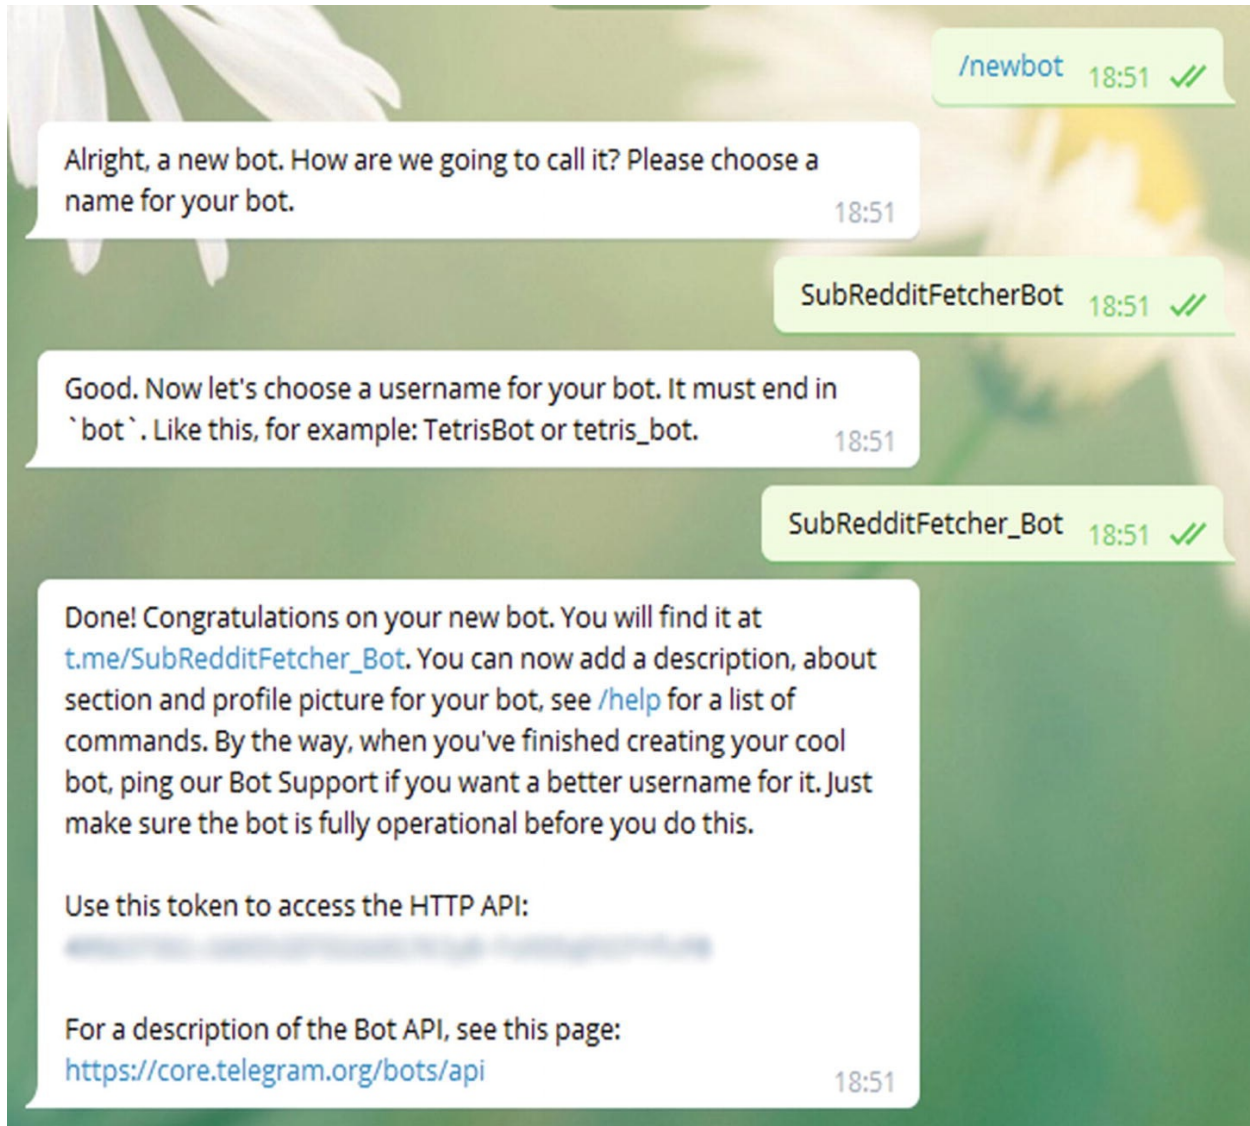 /newbot 18:51
Alright, a new bot. How are we going to call it? Please choose a
name for your bot.
18:51
SubRedditFetcherBot 18:51
Good. Now let's choose a username for your bot. It must end in
`bot`. Like this, for example: TetrisBot or tetris_bot.
18:51
SubRedditFetcher_Bot 18:51
Done! Congratulations on your new bot. You will find it at
t.me/SubRedditFetcher_Bot. You can now add a description, about
section and profile picture for your bot, see /help for a list of
commands. By the way, when you've finished creating your cool
bot, ping our Bot Support if you want a better username for it. Just
make sure the bot is fully operational before you do this.
Use this token to access the HTTP API:
For a description of the Bot API, see this page:
https://core.telegram.org/bots/api
18:51